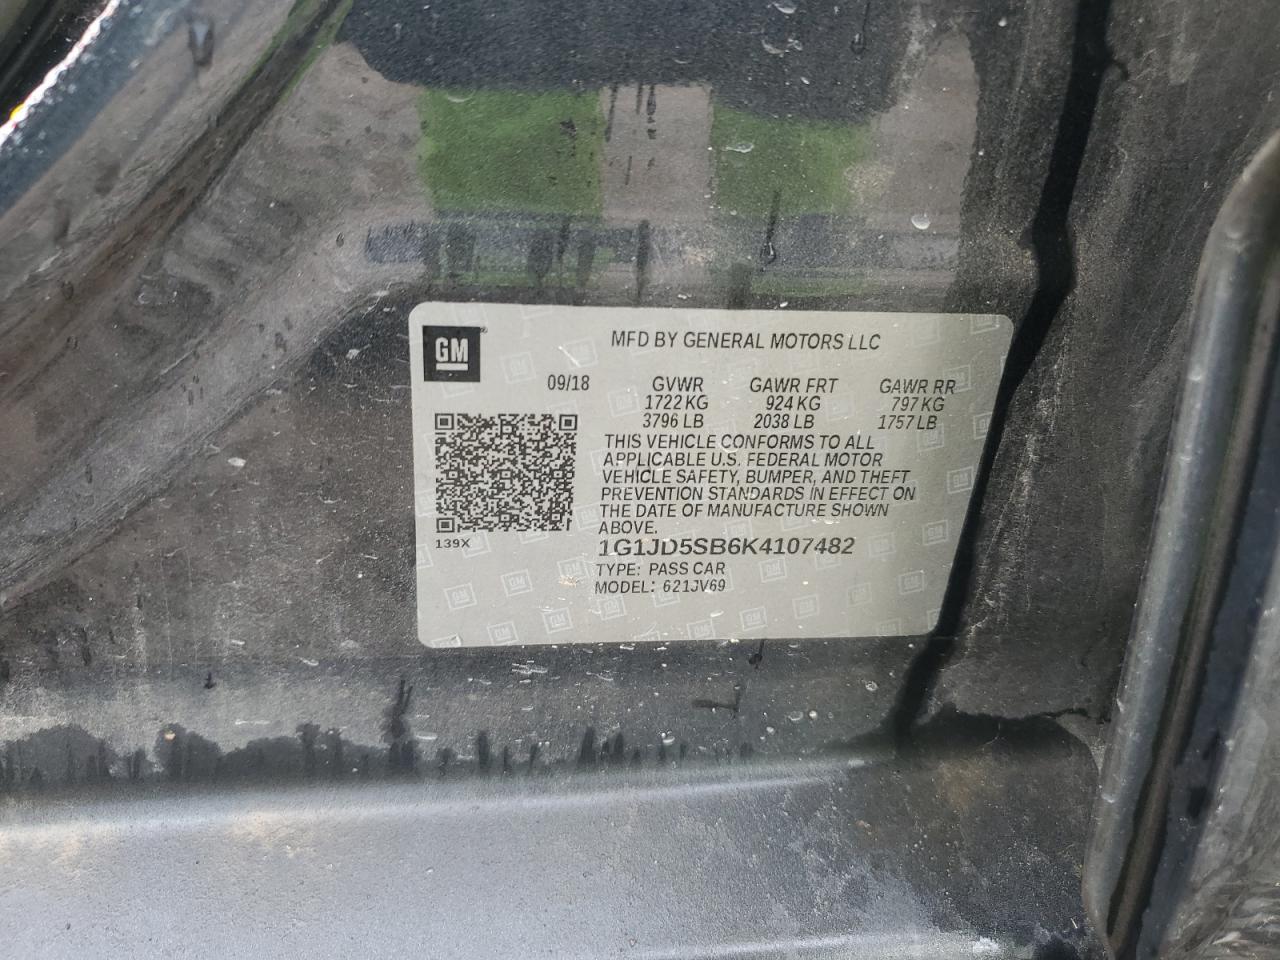 GM
MFD BY GENERAL MOTORS LLC
09/18 GVWR GAWR FRT GAWR RR
1722 KG 924 KG 797 KG
3796 LB 2038 LB 1757 LB
THIS VEHICLE CONFORMS TO ALL
APPLICABLE U.S. FEDERAL MOTOR
VEHICLE SAFETY, BUMPER, AND THEFT
PREVENTION STANDARDS IN EFFECT ON
THE DATE OF MANUFACTURE SHOWN
ABOVE.
139X
1G1JD5SB6K4107482
TYPE: PASS CAR
MODEL: 621JV69